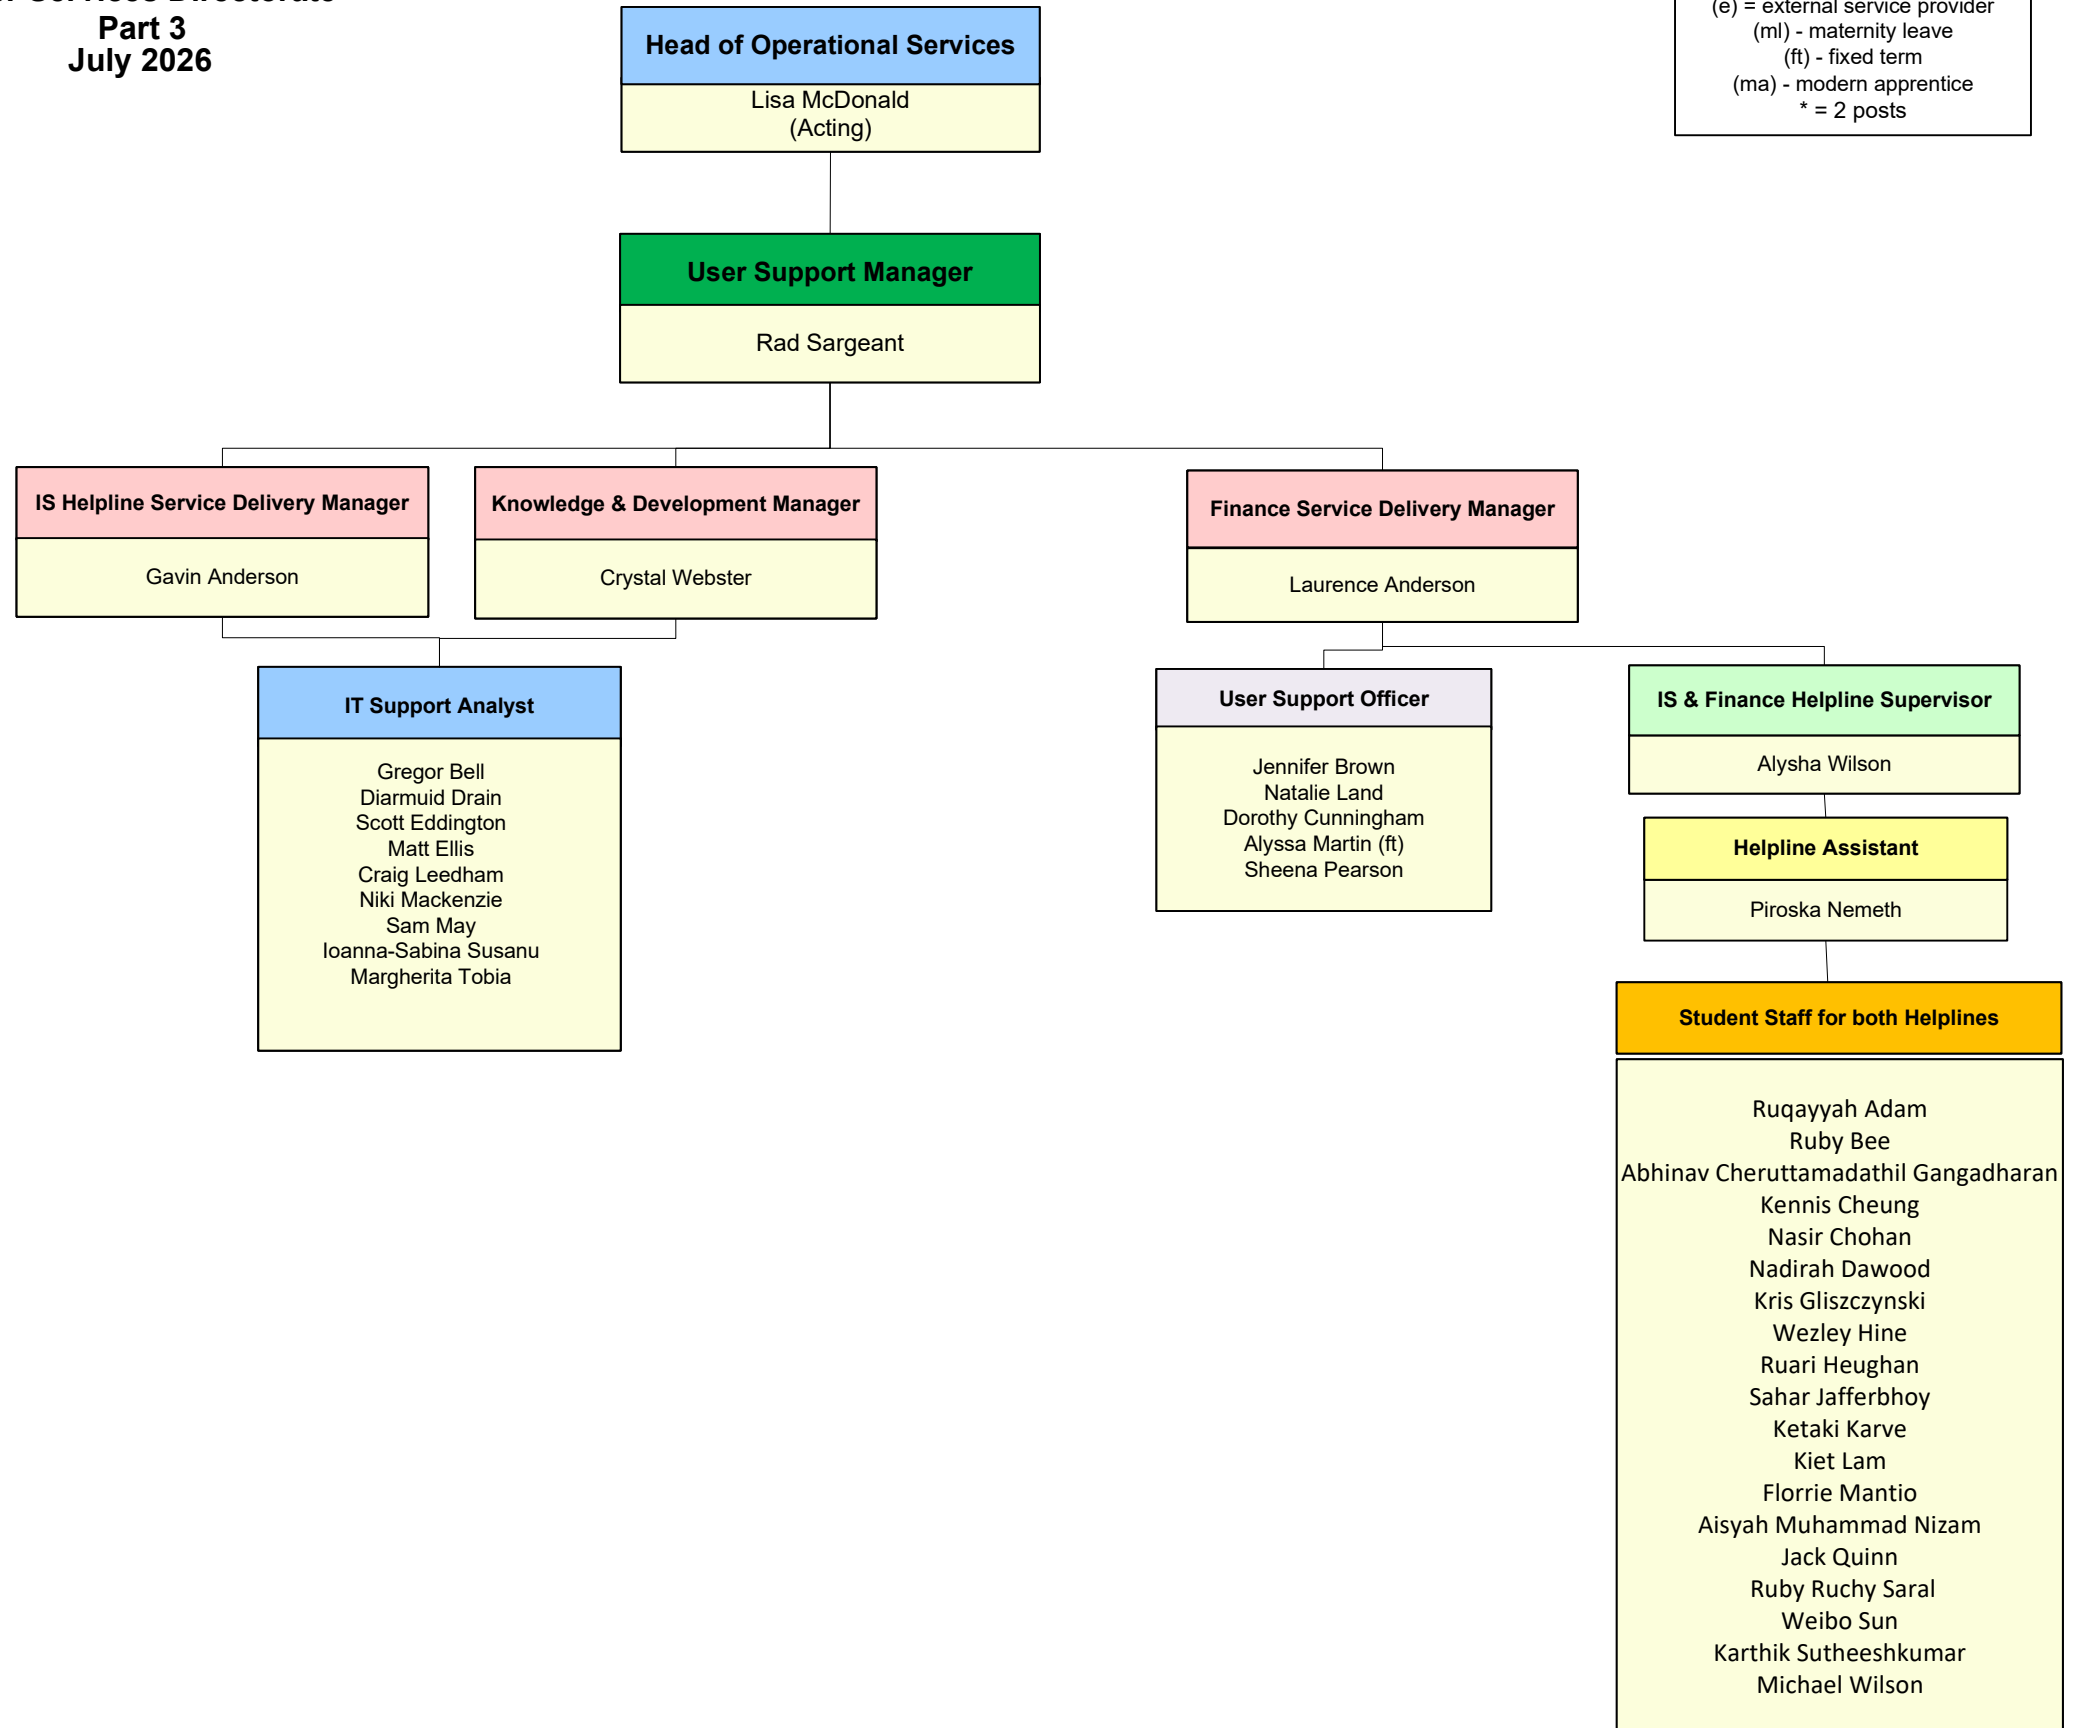 Services Directorate
Part 3
July 2026
(e) = external service provider
(ml) - maternity leave
(ft) - fixed term
(ma) - modern apprentice
* = 2 posts
Head of Operational Services
Lisa McDonald
(Acting)
User Support Manager
Rad Sargeant
IS Helpline Service Delivery Manager
Gavin Anderson
Knowledge & Development Manager
Crystal Webster
Finance Service Delivery Manager
Laurence Anderson
IT Support Analyst
Gregor Bell
Diarmuid Drain
Scott Eddington
Matt Ellis
Craig Leedham
Niki Mackenzie
Sam May
Ioanna-Sabina Susanu
Margherita Tobia
User Support Officer
Jennifer Brown
Natalie Land
Dorothy Cunningham
Alyssa Martin (ft)
Sheena Pearson
IS & Finance Helpline Supervisor
Alysha Wilson
Helpline Assistant
Piroska Nemeth
Student Staff for both Helplines
Ruqayyah Adam
Ruby Bee
Abhinav Cheruttamadathil Gangadharan
Kennis Cheung
Nasir Chohan
Nadirah Dawood
Kris Gliszczynski
Wezley Hine
Ruari Heughan
Sahar Jafferbhoy
Ketaki Karve
Kiet Lam
Florrie Mantio
Aisyah Muhammad Nizam
Jack Quinn
Ruby Ruchy Saral
Weibo Sun
Karthik Sutheeshkumar
Michael Wilson